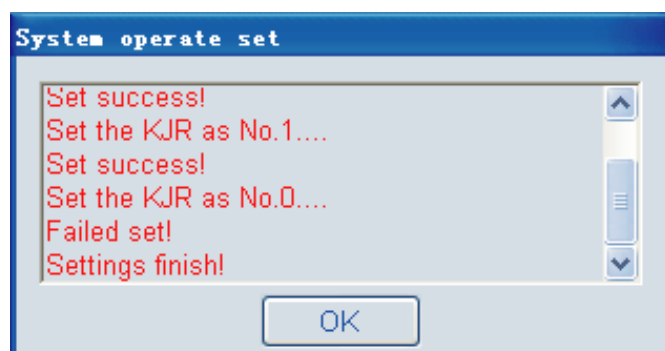 System operate set
Set success!
Set the KJR as No.1....
Set success!
Set the KJR as No.0....
Failed set!
Settings finish!
OK